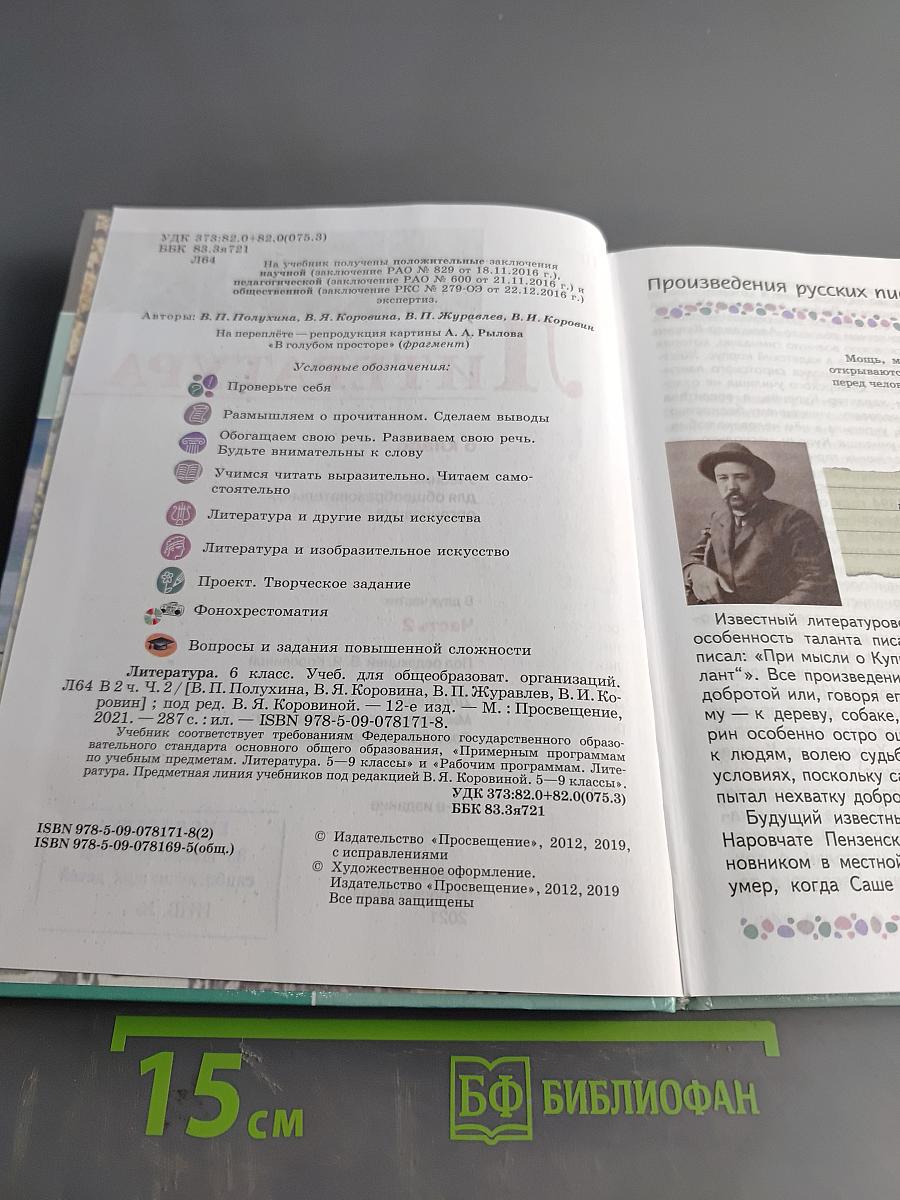 УДК 373:82.0+82.0(075.3)
ББК 83.3я721
Л64
На учебник получены положительные заключения
научной (заключение РАО № 829 от 18.11.2016 г.),
педагогической (заключение РАО № 600 от 21.11.2016 г.) и
общественной (заключение РКС № 279-ОЭ от 22.12.2016 г.)
экспертиз.
Авторы: В. П. Полухина, В. Я. Коровина, В. П. Журавлев, В. И. Коровин
На переплёте — репродукция картины А. А. Рылова
«В голубом просторе» (фрагмент)
Условные обозначения:
Проверьте себя
Размышляем о прочитанном. Сделаем выводы
Обогащаем свою речь. Развиваем свою речь.
Будьте внимательны к слову
Учимся читать выразительно. Читаем само-
стоятельно
Литература и другие виды искусства
Литература и изобразительное искусство
Проект. Творческое задание
Фонохрестоматия
Вопросы и задания повышенной сложности
Литература. 6 класс. Учеб. для общеобразоват. организаций.
Л64 В 2 ч. Ч. 2 / [В. П. Полухина, В. Я. Коровина, В. П. Журавлев, В. И. Ко-
ровин] ; под ред. В. Я. Коровиной. — 12-е изд. — М. : Просвещение,
2021. — 287 с. : ил. — ISBN 978-5-09-078171-8.
Учебник соответствует требованиям Федерального государственного образо-
вательного стандарта основного общего образования, «Примерным программам
по учебным предметам. Литература. 5—9 классы» и «Рабочим программам. Лите-
ратура. Предметная линия учебников под редакцией В. Я. Коровиной. 5—9 классы».
УДК 373:82.0+82.0(075.3)
ББК 83.3я721
ISBN 978-5-09-078171-8(2)
ISBN 978-5-09-078169-5(общ.)
© Издательство «Просвещение», 2012, 2019,
с исправлениями
© Художественное оформление.
Издательство «Просвещение», 2012, 2019
Все права защищены
Произведения русских пи
Мощь, м
открываются
перед чело
Известный литературове
особенность таланта писа
писал: «При мысли о Купр
лант“». Все произведени
добротой или, говоря ег
му — к дереву, собаке,
рин особенно остро ощ
к людям, волею судьб
условиях, поскольку са
пытал нехватку добро
Будущий известны
Наровчате Пензенск
новником в местной
умер, когда Саше
15 см
БФ БИБЛИОФАН